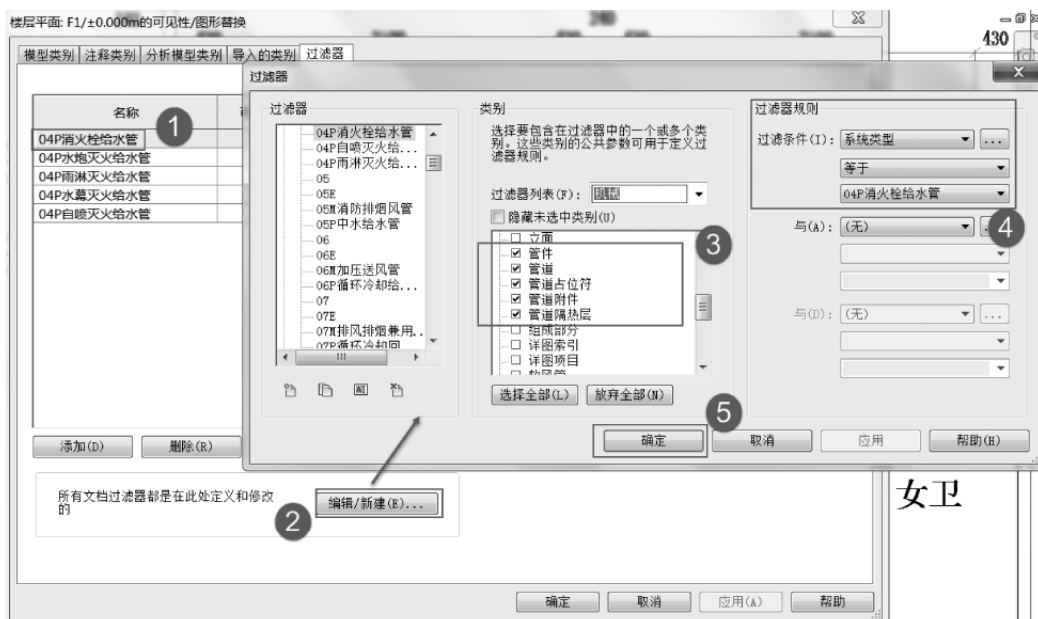 楼层平面: F1/±0.000m的可见性/图形替换
模型类别 注释类别 分析模型类别 导入的类别 过滤器
430
过滤器
名称
1
04P消火栓给水管
04P水炮灭火给水管
04P雨淋灭火给水管
04P水幕灭火给水管
04P自喷灭火给水管
过滤器
04P消火栓给水管
04P自喷灭火给...
04P雨淋灭火给...
05
05E
05M消防排烟风管
05P中水给水管
06
06E
06M加压送风管
06P循环冷却给...
07
07E
07M排风排烟兼用..
07P循环冷却回
类别
选择要包含在过滤器中的一个或多个类
别。这些类别的公共参数可用于定义过
滤器规则。
过滤器列表(F): 机械
隐藏未选中类别(U)
立面
管件
管道
管道占位符
管道附件
管道隔热层
组成部分
详图索引
详图项目
软风管
3
选择全部(L) 放弃全部(N)
过滤器规则
过滤条件(I): 系统类型 ...
等于
04P消火栓给水管
与(A): (无)
4
与(D): (无) ...
5
确定 取消 应用 帮助(H)
添加(D) 删除(R)
所有文档过滤器都是在此处定义和修改
的
编辑/新建(E)...
2
女卫
确定 取消 应用(A) 帮助